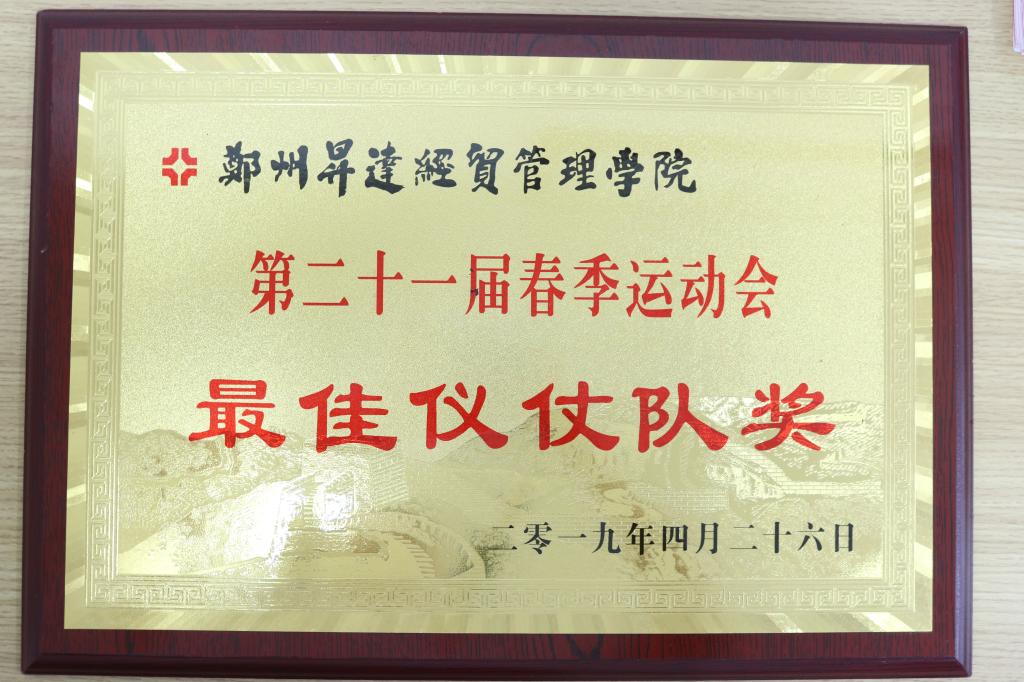 鄭州昇達經貿管理學院
第二十一届春季运动会
最佳仪仗队奖
二零一九年四月二十六日